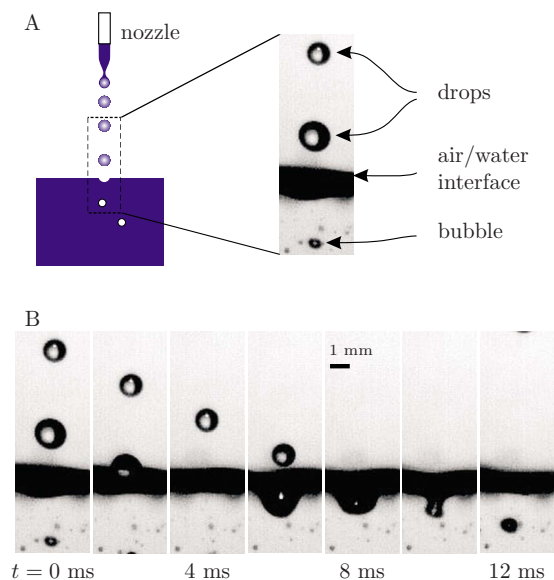 A
nozzle
drops
air/water
interface
bubble
B
1 mm
t = 0 ms
4 ms
8 ms
12 ms